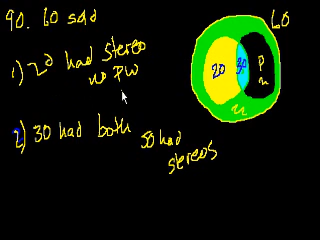 90. 60 sold
60
1) 20 had stereo
no PW
20
30
P
n
2) 30 had both
50 had
stereos